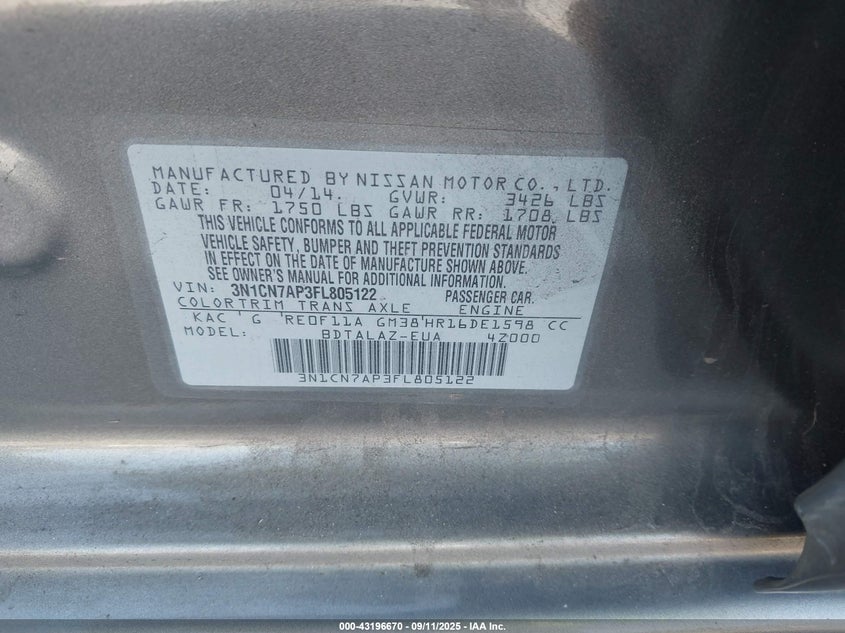 MANUFACTURED BY NISSAN MOTOR CO., LTD.
DATE: 04/14. GVWR: 3426 LBS
GAWR FR: 1750 LBS GAWR RR: 1708 LBS
THIS VEHICLE CONFORMS TO ALL APPLICABLE FEDERAL MOTOR
VEHICLE SAFETY, BUMPER AND THEFT PREVENTION STANDARDS
IN EFFECT ON THE DATE OF MANUFACTURE SHOWN ABOVE.
SEE OWNER'S MANUAL FOR ADDITIONAL INFORMATION.
VIN: 3N1CN7AP3FL805122 PASSENGER CAR.
COLORTRIM TRANS AXLE ENGINE
KAC G RE0F11A GM38 HR16DE1598 CC
MODEL: BDTALAZ-EUA 4Z000
3N1CN7AP3FL805122
000-43196670 - 09/11/2025 - IAA Inc.